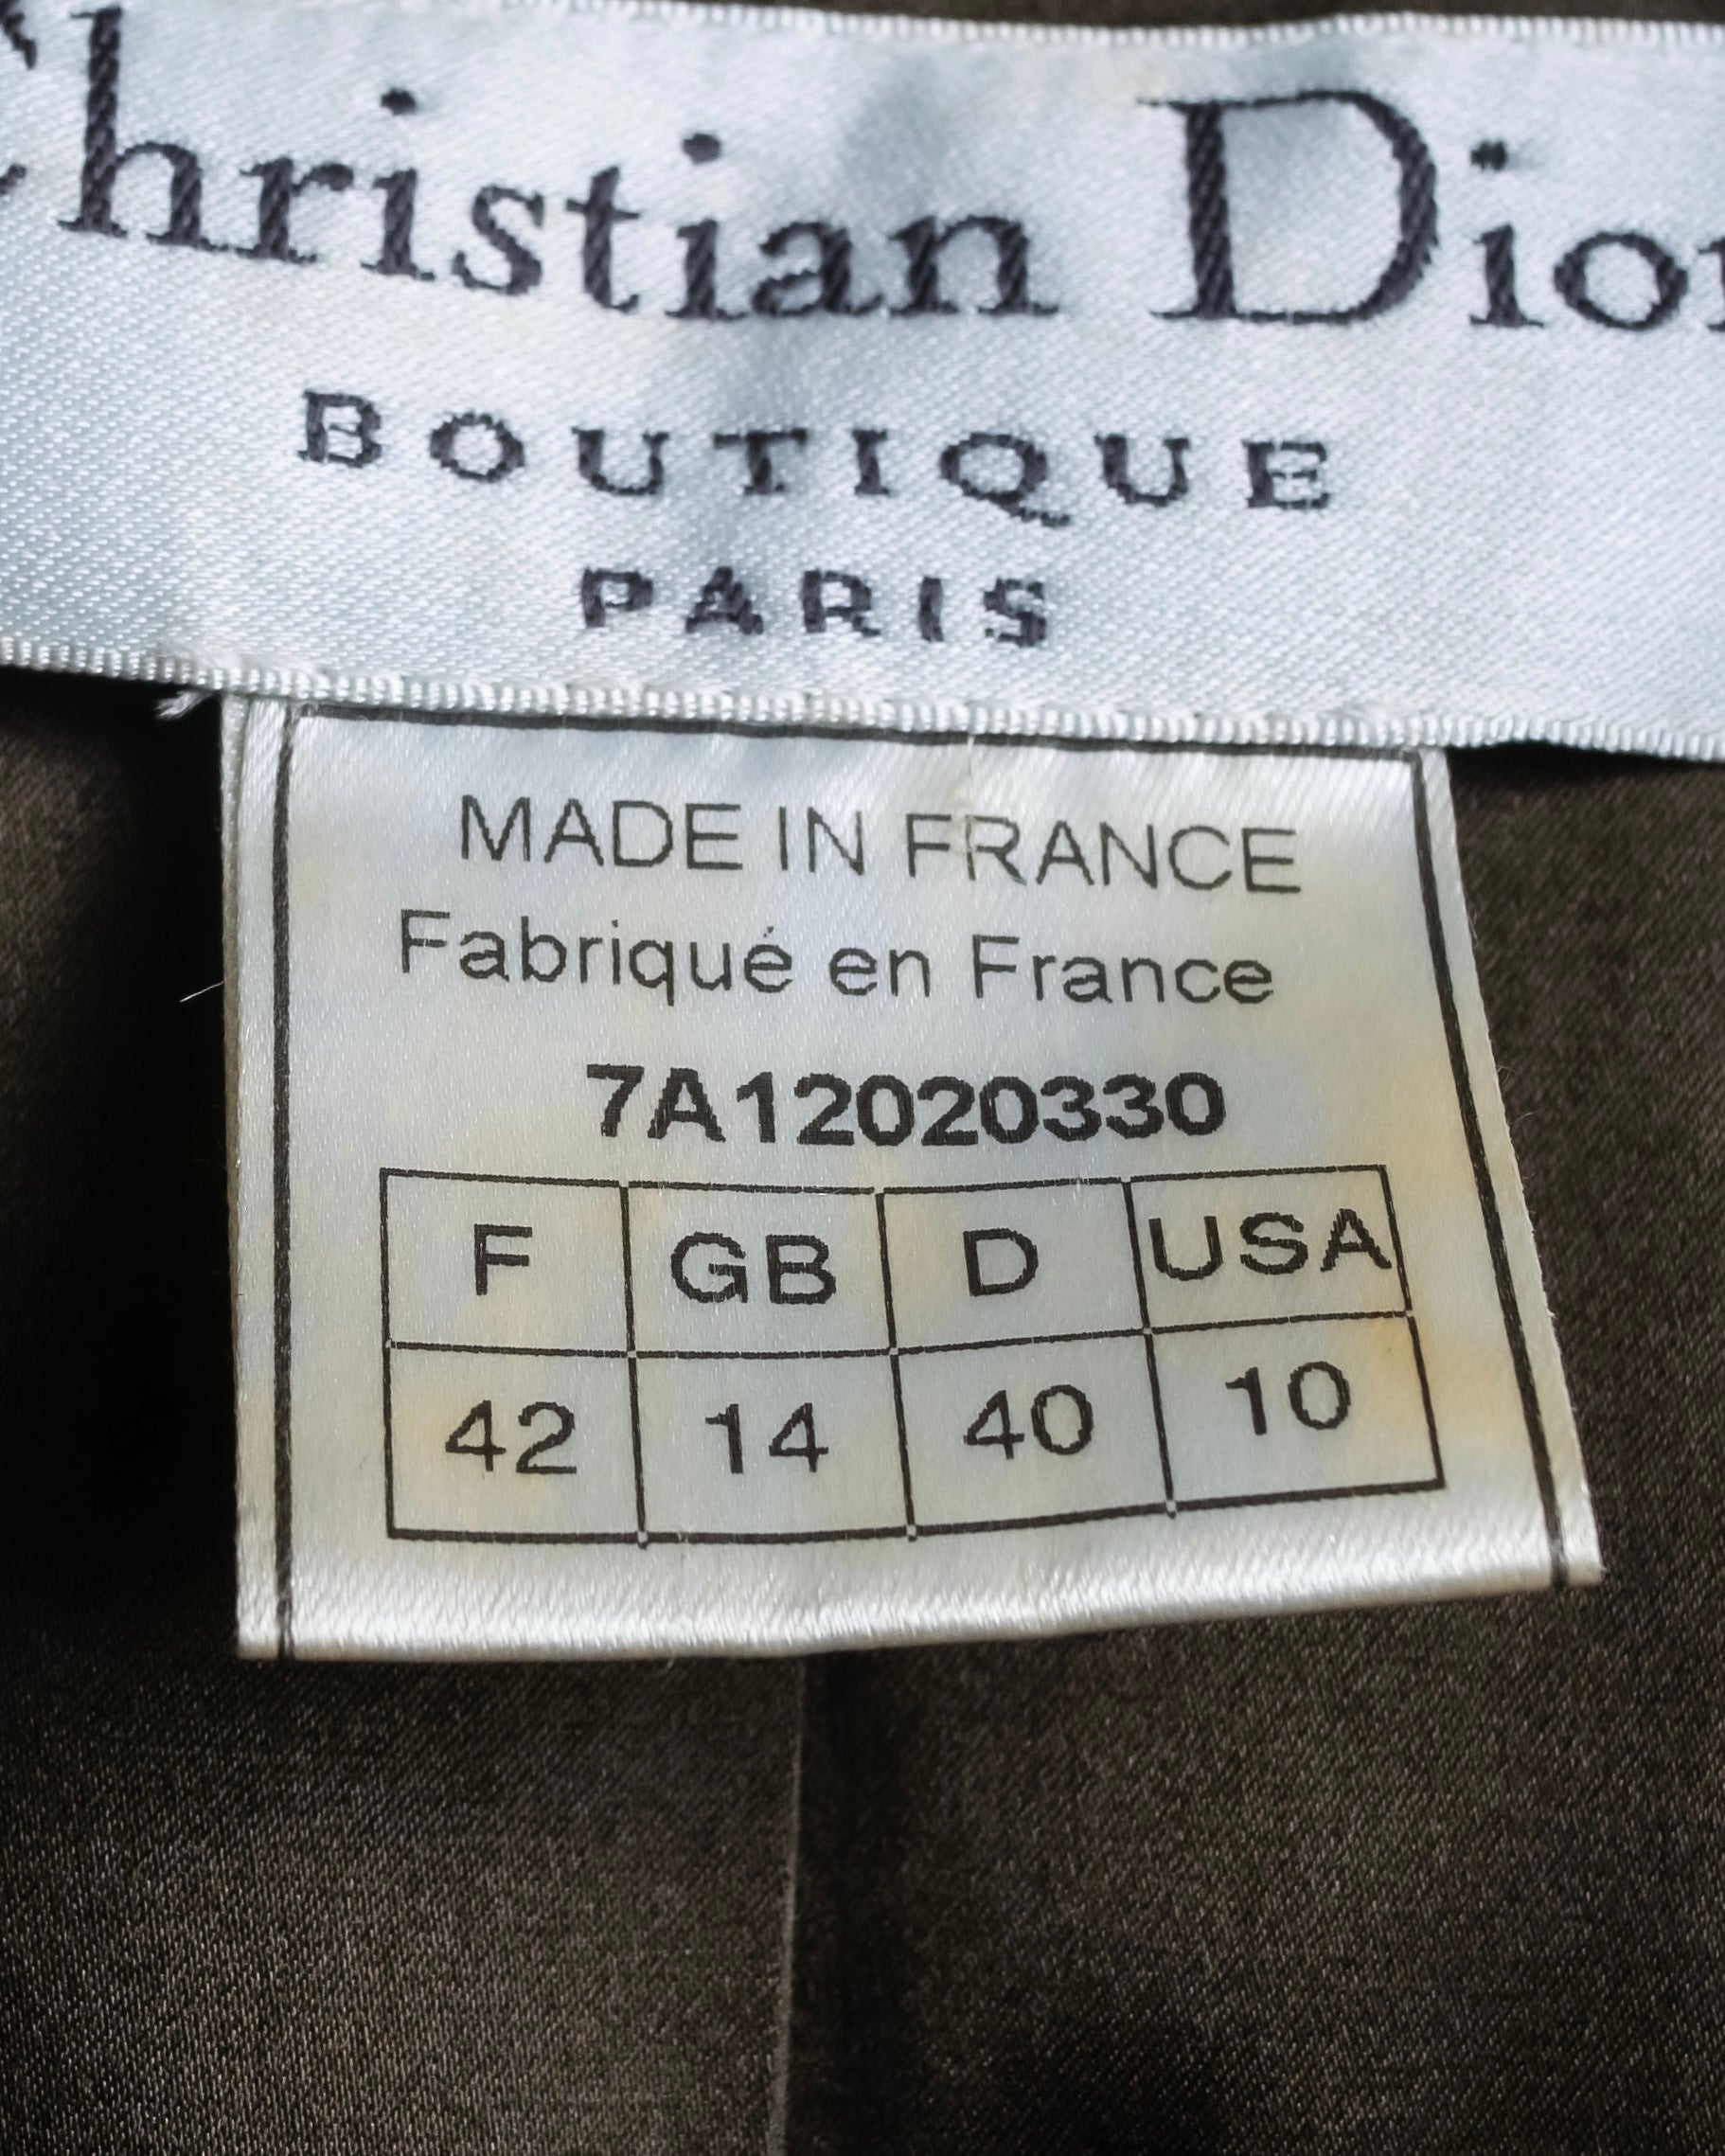 Christian Dior
BOUTIQUE
PARIS
MADE IN FRANCE
Fabriqué en France
7A12020330
F GB D USA
42 14 40 10